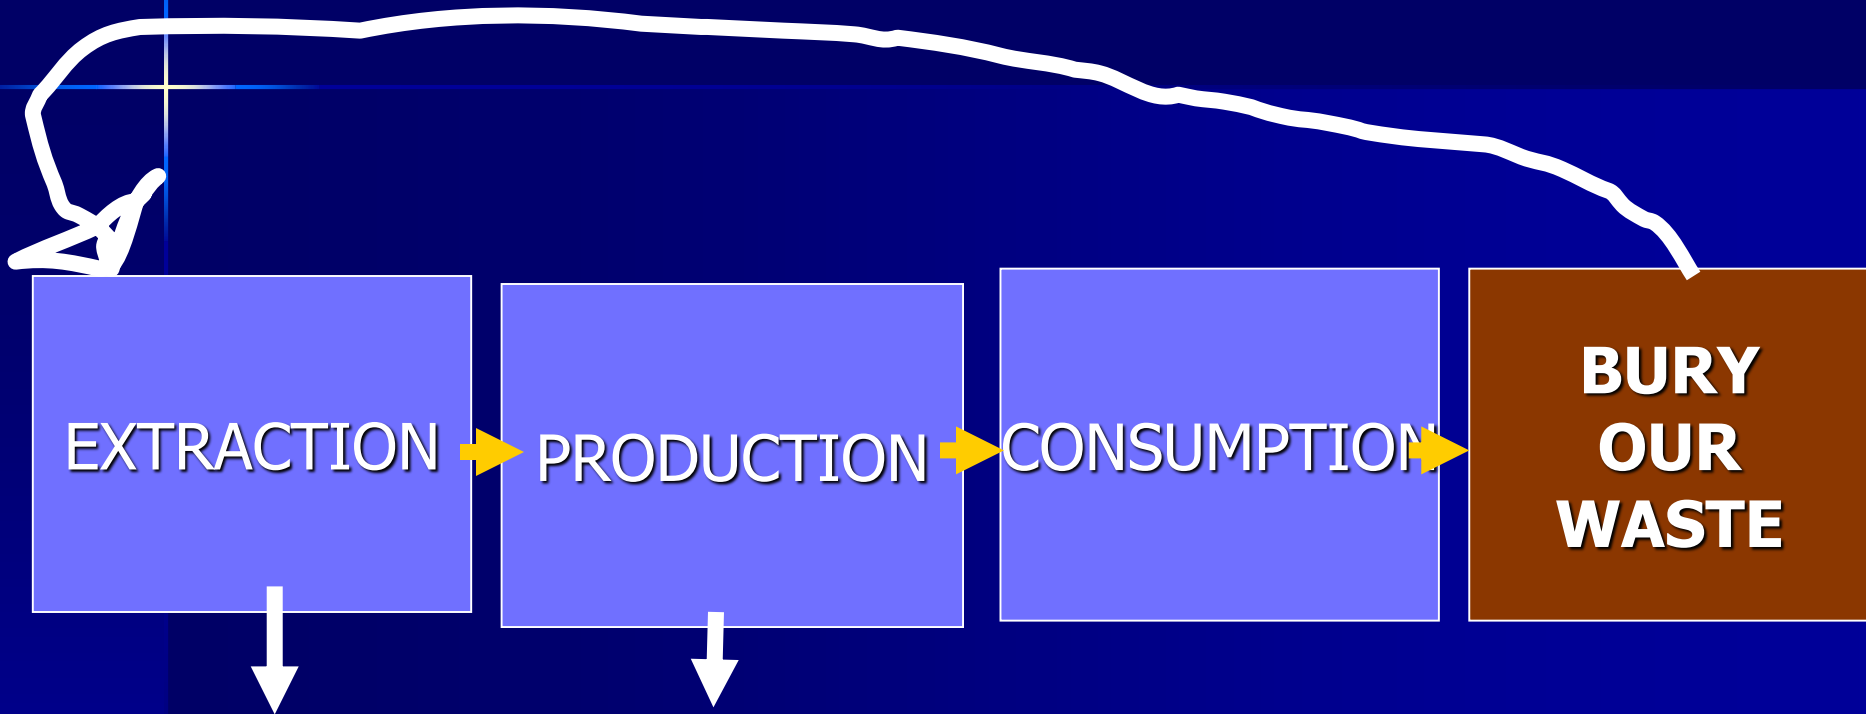 EXTRACTION
PRODUCTION
CONSUMPTION
BURY
OUR
WASTE